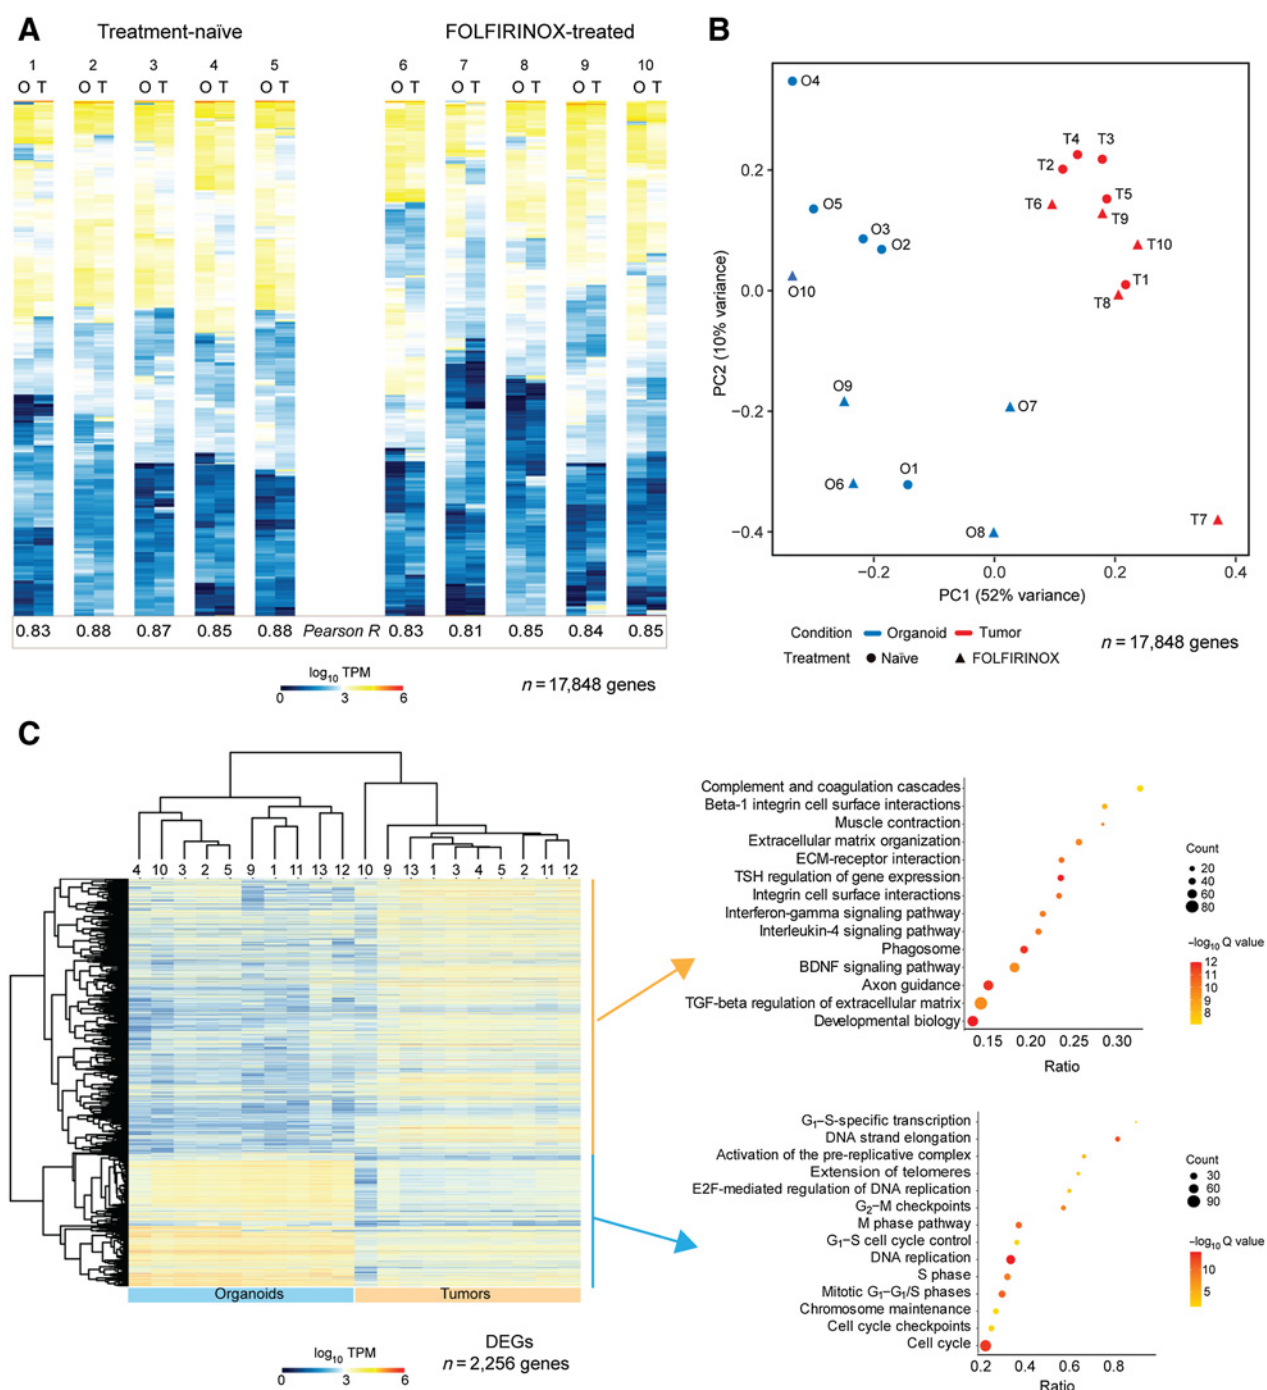 A
Treatment-naïve
FOLFIRINOX-treated
1 2 3 4 5 6 7 8 9 10
O T O T O T O T O T O T O T O T O T O T
0.83 0.88 0.87 0.85 0.88 Pearson R 0.83 0.81 0.85 0.84 0.85
log10 TPM
0 3 6
n = 17,848 genes
B
PC2 (10% variance)
0.2
0.0
−0.2
−0.4
O4
T4 T3
T2
T5
T6
T9
O5
O3
O2
T10
O10
T1
T8
O9
O7
O1
O6
T7
O8
−0.2 0.0 0.2 0.4
PC1 (52% variance)
Condition Organoid Tumor
Treatment Naïve FOLFIRINOX
n = 17,848 genes
C
4 10 3 2 5 9 1 11 13 12 10 9 13 1 3 4 5 2 11 12
Organoids Tumors
log10 TPM
0 3 6
DEGs
n = 2,256 genes
Complement and coagulation cascades
Beta-1 integrin cell surface interactions
Muscle contraction
Extracellular matrix organization
ECM-receptor interaction
TSH regulation of gene expression
Integrin cell surface interactions
Interferon-gamma signaling pathway
Interleukin-4 signaling pathway
Phagosome
BDNF signaling pathway
Axon guidance
TGF-beta regulation of extracellular matrix
Developmental biology
0.15 0.20 0.25 0.30
Ratio
Count
20
40
60
80
−log10 Q value
12
11
10
9
8
G1−S-specific transcription
DNA strand elongation
Activation of the pre-replicative complex
Extension of telomeres
E2F-mediated regulation of DNA replication
G2−M checkpoints
M phase pathway
G1−S cell cycle control
DNA replication
S phase
Mitotic G1−G1/S phases
Chromosome maintenance
Cell cycle checkpoints
Cell cycle
0.2 0.4 0.6 0.8
Ratio
Count
30
60
90
−log10 Q value
10
5